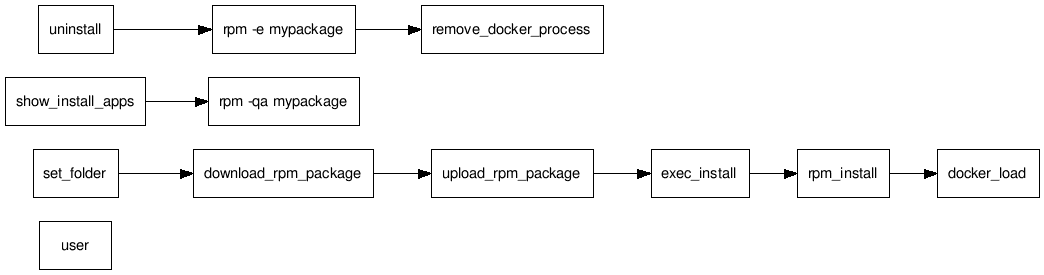 uninstall
rpm -e mypackage
remove_docker_process
show_install_apps
rpm -qa mypackage
set_folder
download_rpm_package
upload_rpm_package
exec_install
rpm_install
docker_load
user